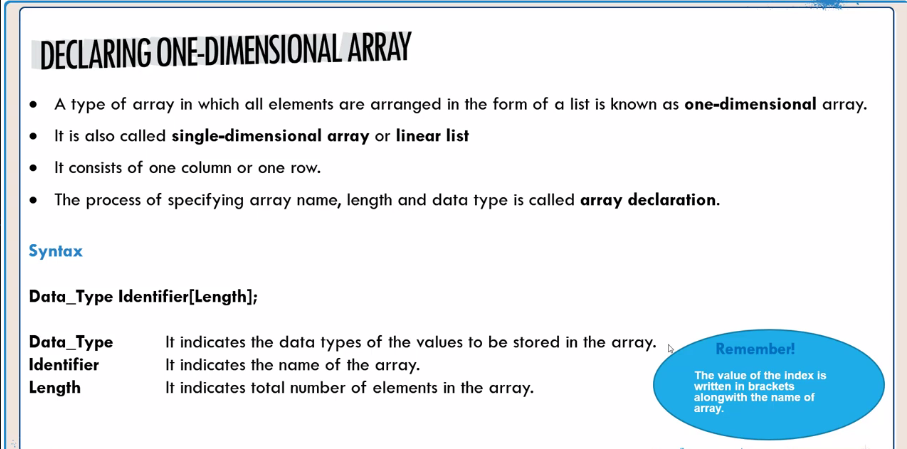 DECLARING ONE-DIMENSIONAL ARRAY
• A type of array in which all elements are arranged in the form of a list is known as one-dimensional array.
• It is also called single-dimensional array or linear list
• It consists of one column or one row.
• The process of specifying array name, length and data type is called array declaration.
Syntax
Data_Type Identifier[Length];
Data_Type It indicates the data types of the values to be stored in the array.
Identifier It indicates the name of the array.
Length It indicates total number of elements in the array.
Remember!
The value of the index is
written in brackets
alongwith the name of
array.